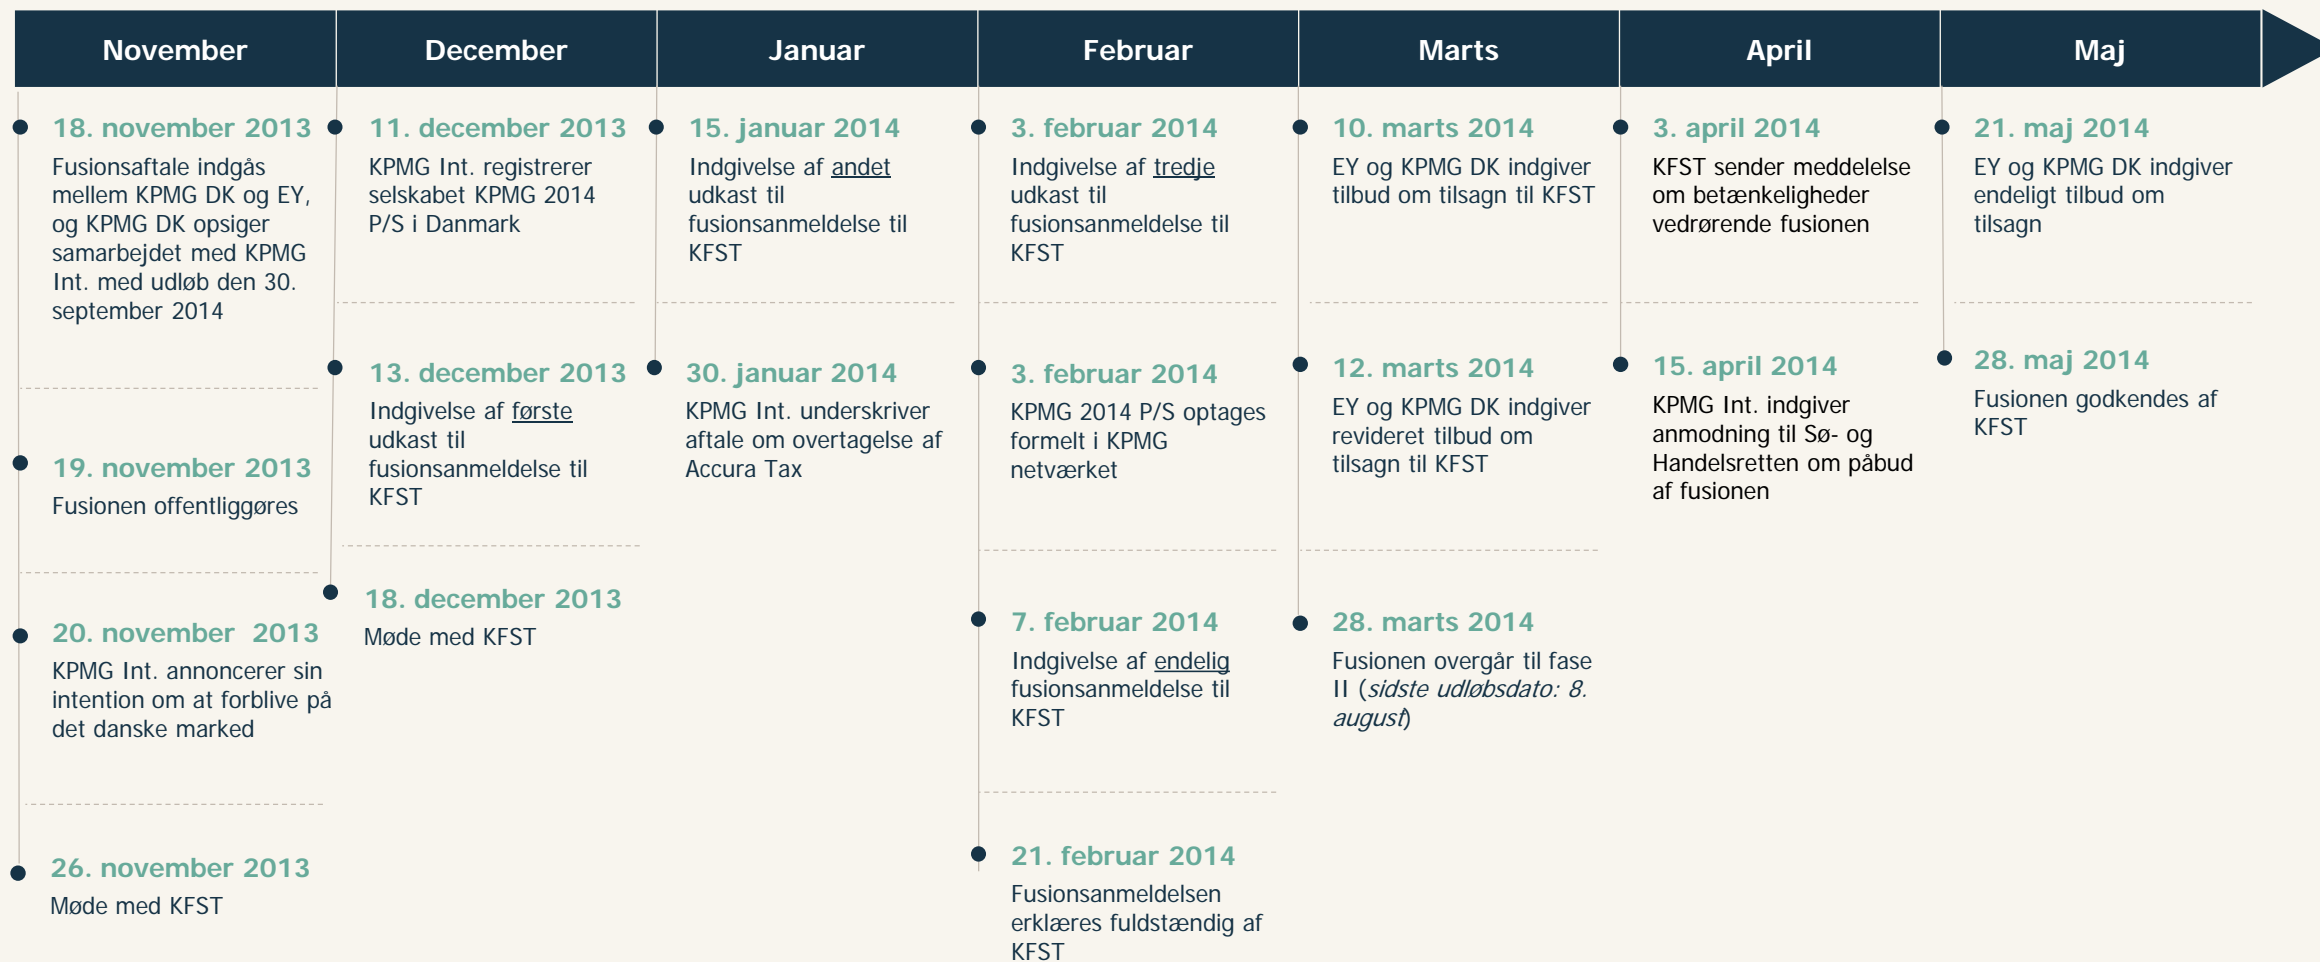 November
December
Januar
Februar
Marts
April
Maj
18. november 2013
Fusionsaftale indgås
mellem KPMG DK og EY,
og KPMG DK opsiger
samarbejdet med KPMG
Int. med udløb den 30.
september 2014
19. november 2013
Fusionen offentliggøres
20. november 2013
KPMG Int. annoncerer sin
intention om at forblive på
det danske marked
26. november 2013
Møde med KFST
11. december 2013
KPMG Int. registrerer
selskabet KPMG 2014
P/S i Danmark
13. december 2013
Indgivelse af første
udkast til
fusionsanmeldelse til
KFST
18. december 2013
Møde med KFST
15. januar 2014
Indgivelse af andet
udkast til
fusionsanmeldelse til
KFST
30. januar 2014
KPMG Int. underskriver
aftale om overtagelse af
Accura Tax
3. februar 2014
Indgivelse af tredje
udkast til
fusionsanmeldelse til
KFST
3. februar 2014
KPMG 2014 P/S optages
formelt i KPMG
netværket
7. februar 2014
Indgivelse af endelig
fusionsanmeldelse til
KFST
21. februar 2014
Fusionsanmeldelsen
erklæres fuldstændig af
KFST
10. marts 2014
EY og KPMG DK indgiver
tilbud om tilsagn til KFST
12. marts 2014
EY og KPMG DK indgiver
revideret tilbud om
tilsagn til KFST
28. marts 2014
Fusionen overgår til fase
II (sidste udløbsdato: 8.
august)
3. april 2014
KFST sender meddelelse
om betænkeligheder
vedrørende fusionen
15. april 2014
KPMG Int. indgiver
anmodning til Sø- og
Handelsretten om påbud
af fusionen
21. maj 2014
EY og KPMG DK indgiver
endeligt tilbud om
tilsagn
28. maj 2014
Fusionen godkendes af
KFST